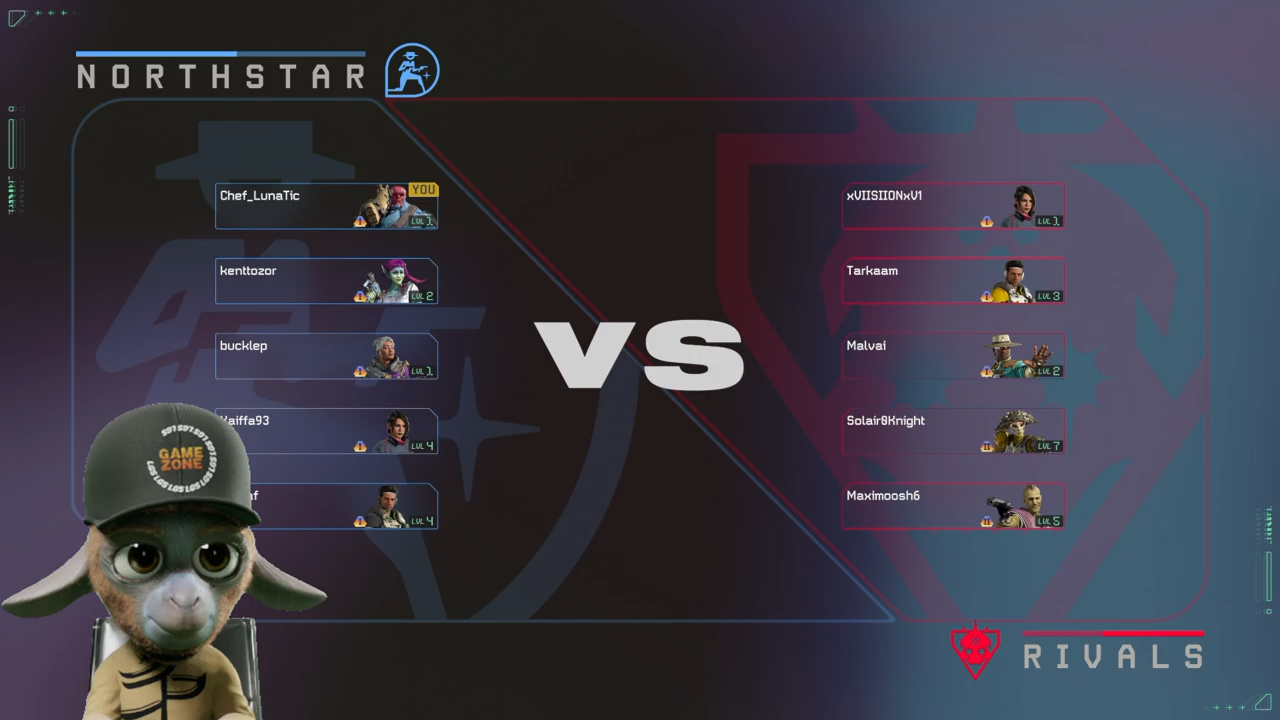 NORTHSTAR
Chef_LunaTic
YOU
LVL 1
kenttozor
LVL 2
bucklep
LVL 1
LVL 4
LVL 4
VS
xVIISIIONxV1
LVL 1
Tarkaam
LVL 3
Malvai
LVL 2
Solair0Knight
LVL 7
Maximoosh6
LVL 5
GAME
ZONE
RIVALS